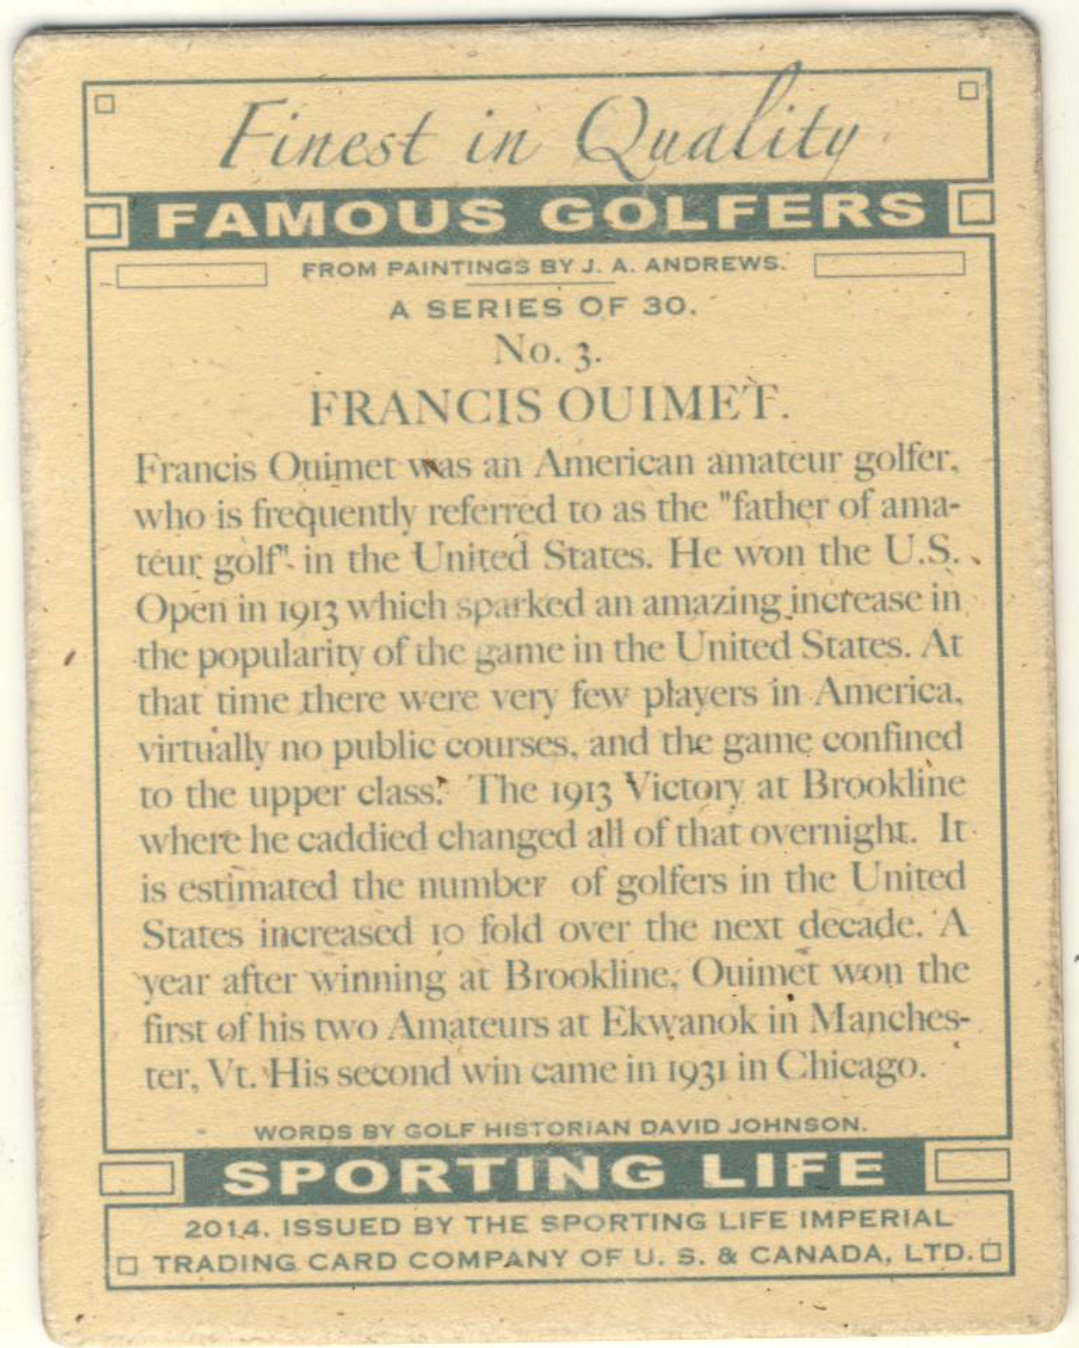 Finest in Quality
FAMOUS GOLFERS
FROM PAINTINGS BY J. A. ANDREWS.
A SERIES OF 30.
No. 3.
FRANCIS OUIMET.
Francis Ouimet was an American amateur golfer,
who is frequently referred to as the "father of ama-
teur golf" in the United States. He won the U.S.
Open in 1913 which sparked an amazing increase in
the popularity of the game in the United States. At
that time there were very few players in America,
virtually no public courses, and the game confined
to the upper class. The 1913 Victory at Brookline
where he caddied changed all of that overnight. It
is estimated the number of golfers in the United
States increased 10 fold over the next decade. A
year after winning at Brookline, Ouimet won the
first of his two Amateurs at Ekwanok in Manches-
ter, Vt. His second win came in 1931 in Chicago.
WORDS BY GOLF HISTORIAN DAVID JOHNSON.
SPORTING LIFE
2014. ISSUED BY THE SPORTING LIFE IMPERIAL
TRADING CARD COMPANY OF U. S. & CANADA, LTD.